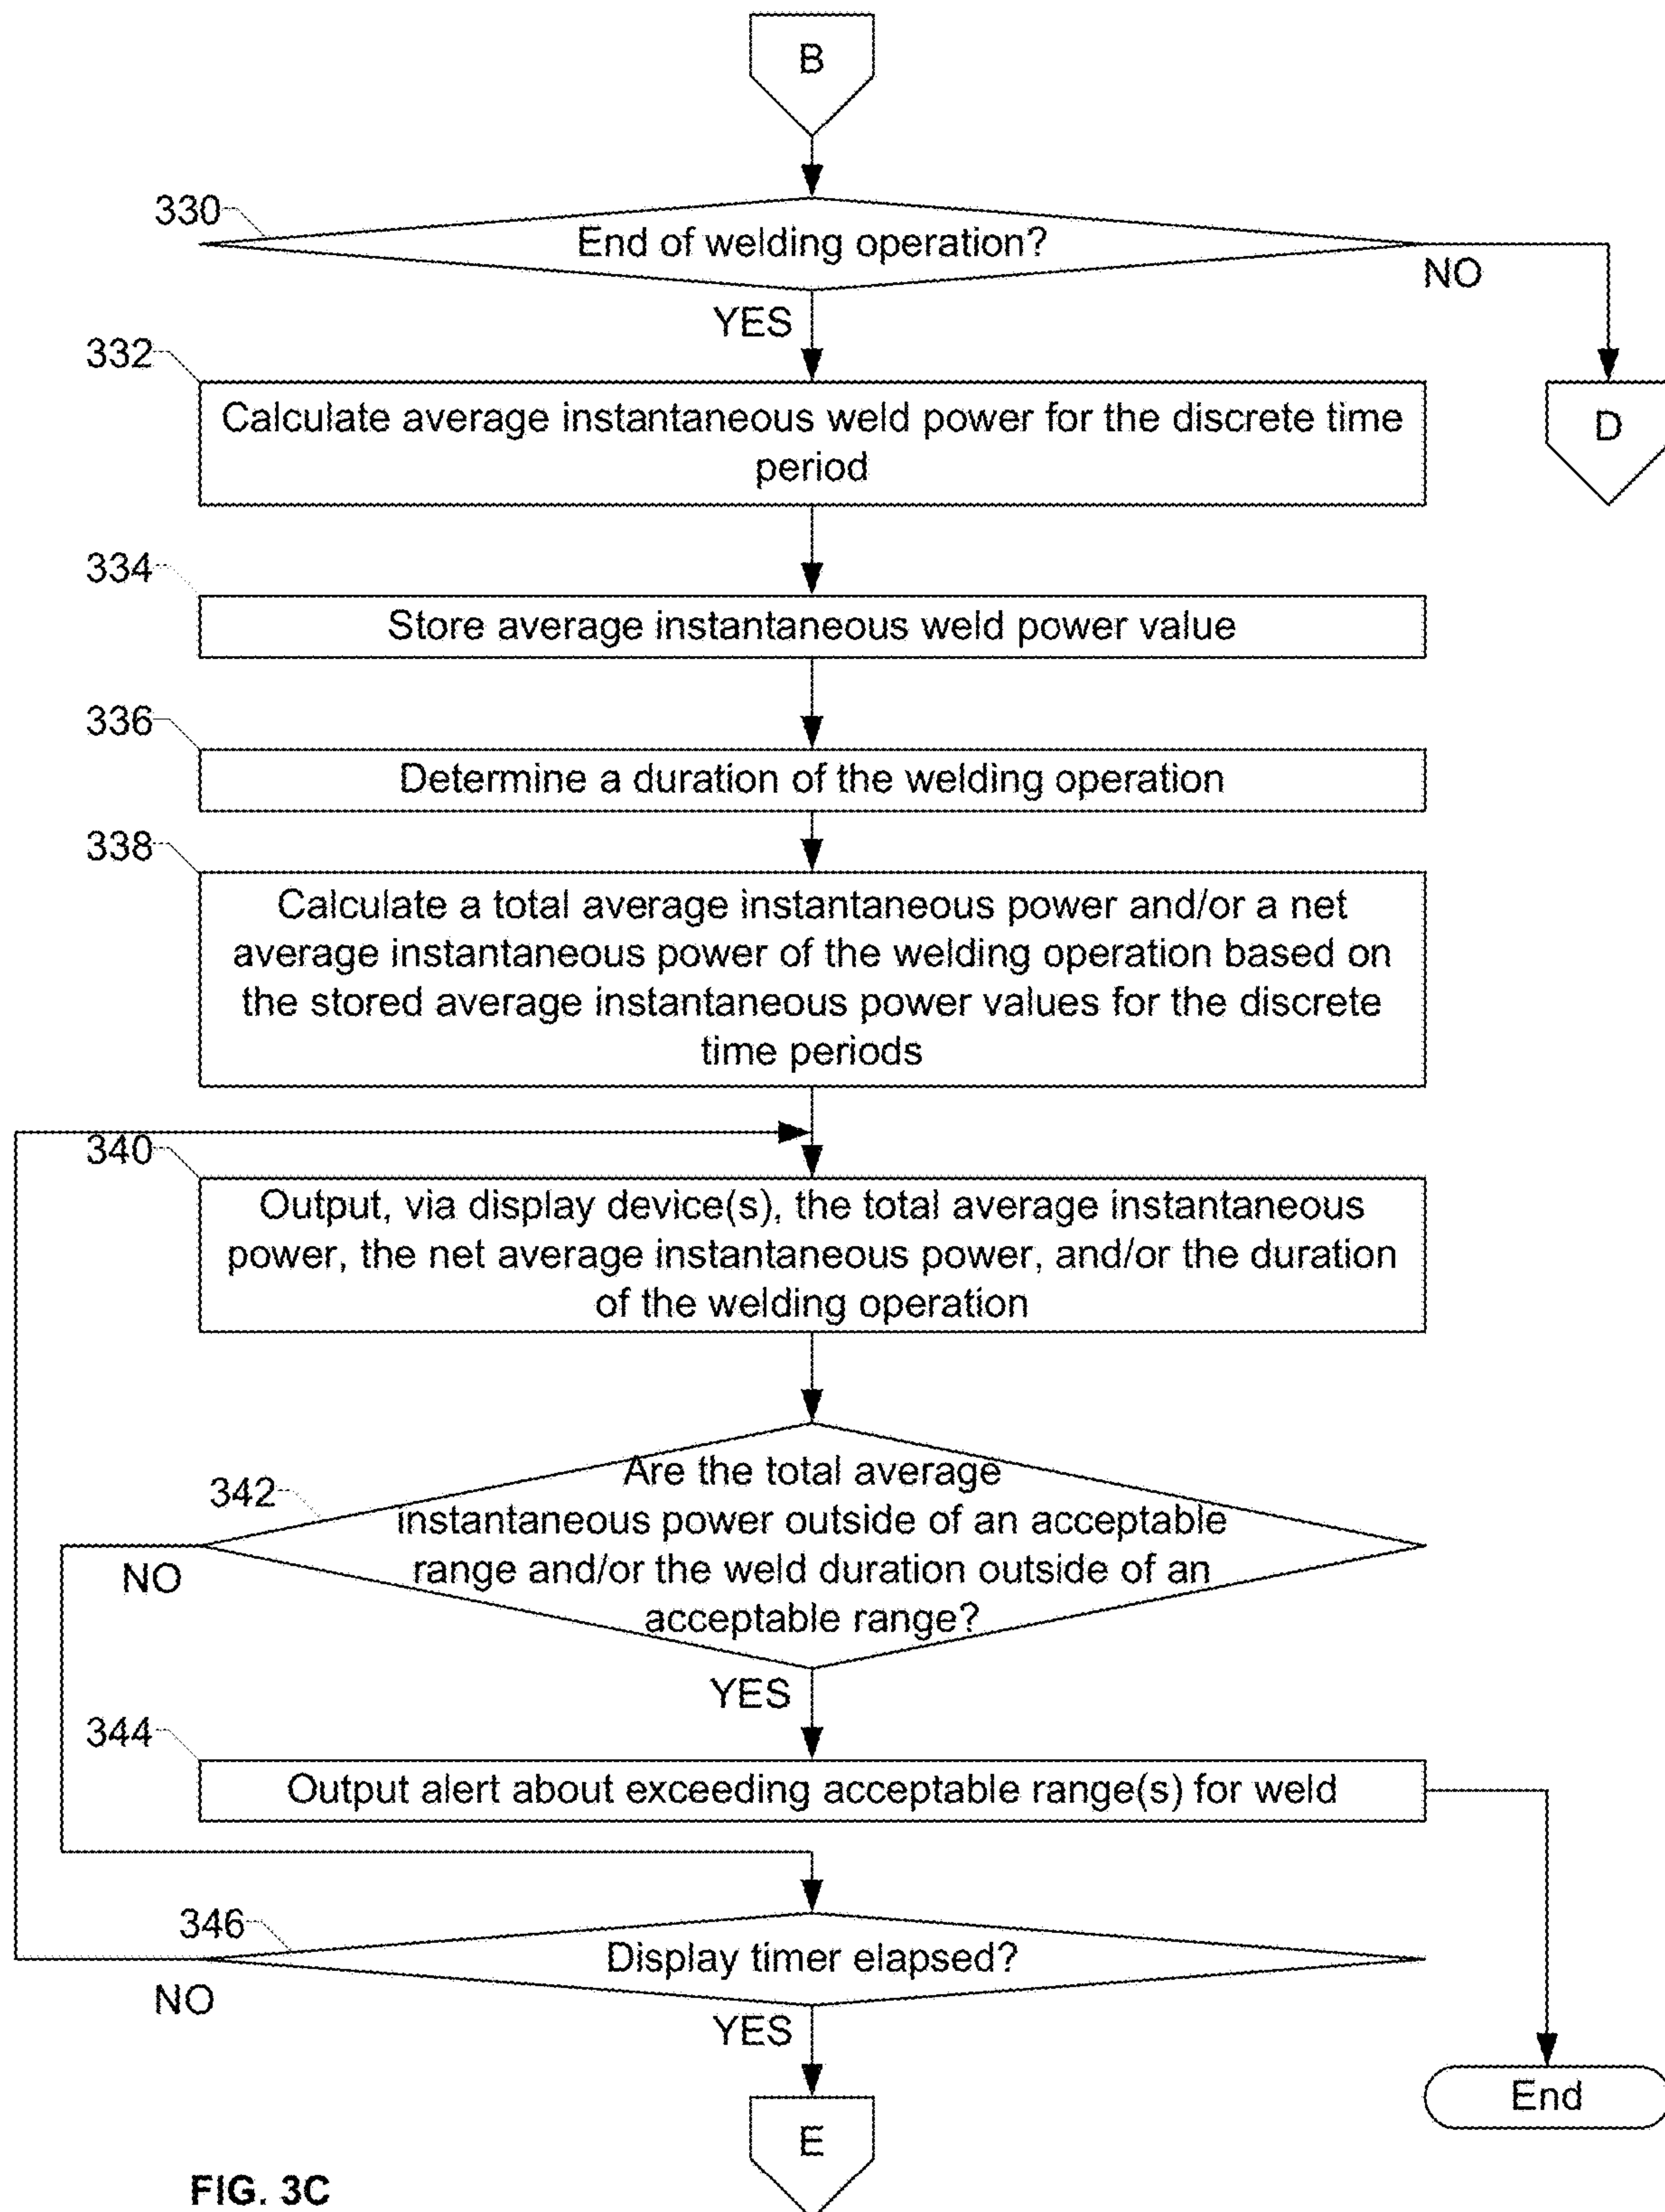 B
330
End of welding operation?
NO
YES
332
Calculate average instantaneous weld power for the discrete time
period
D
334
Store average instantaneous weld power value
336
Determine a duration of the welding operation
338
Calculate a total average instantaneous power and/or a net
average instantaneous power of the welding operation based on
the stored average instantaneous power values for the discrete
time periods
340
Output, via display device(s), the total average instantaneous
power, the net average instantaneous power, and/or the duration
of the welding operation
342
Are the total average
instantaneous power outside of an acceptable
range and/or the weld duration outside of an
acceptable range?
NO
YES
344
Output alert about exceeding acceptable range(s) for weld
346
Display timer elapsed?
NO
YES
End
E
FIG. 3C